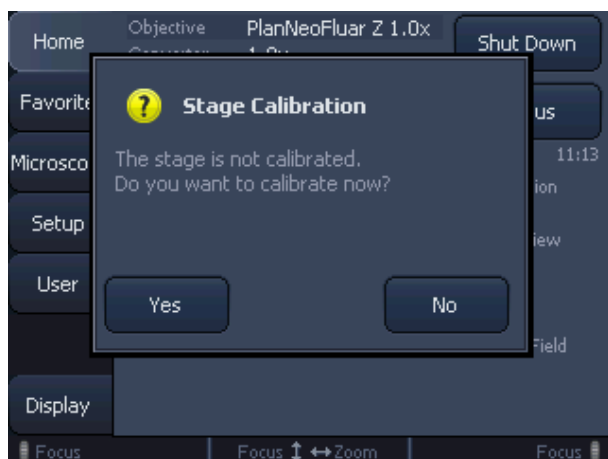 Home
Objective PlanNeoFluar Z 1.0x
Shut Down
Stage Calibration
The stage is not calibrated.
Do you want to calibrate now?
Yes
No
11:13
Setup
User
Display
Focus
Focus Zoom
Focus